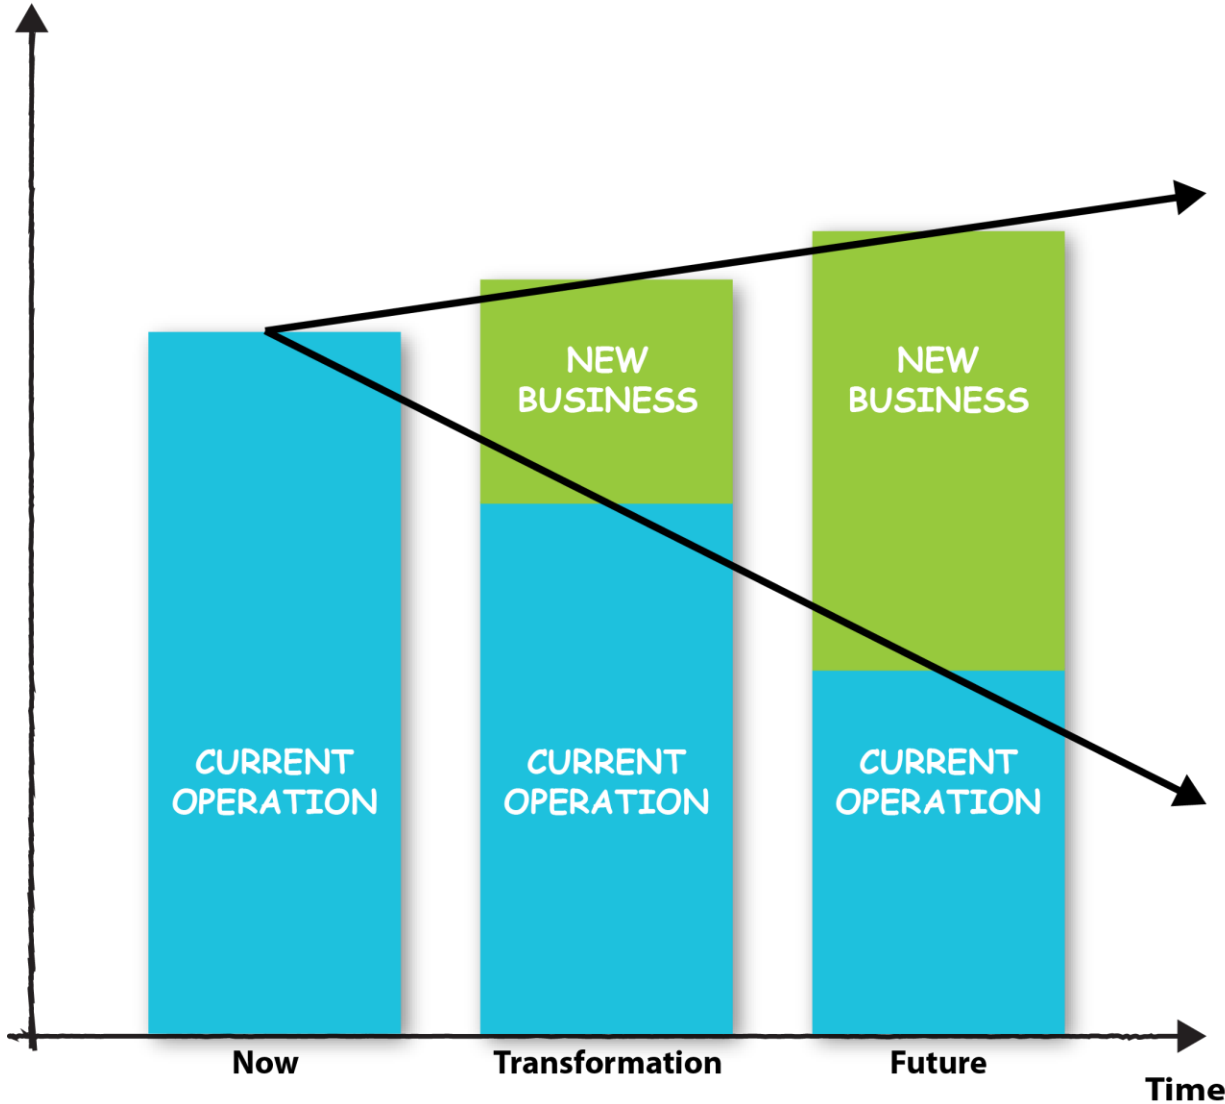 NEW
BUSINESS
NEW
BUSINESS
CURRENT
OPERATION
CURRENT
OPERATION
CURRENT
OPERATION
Now
Transformation
Future
Time